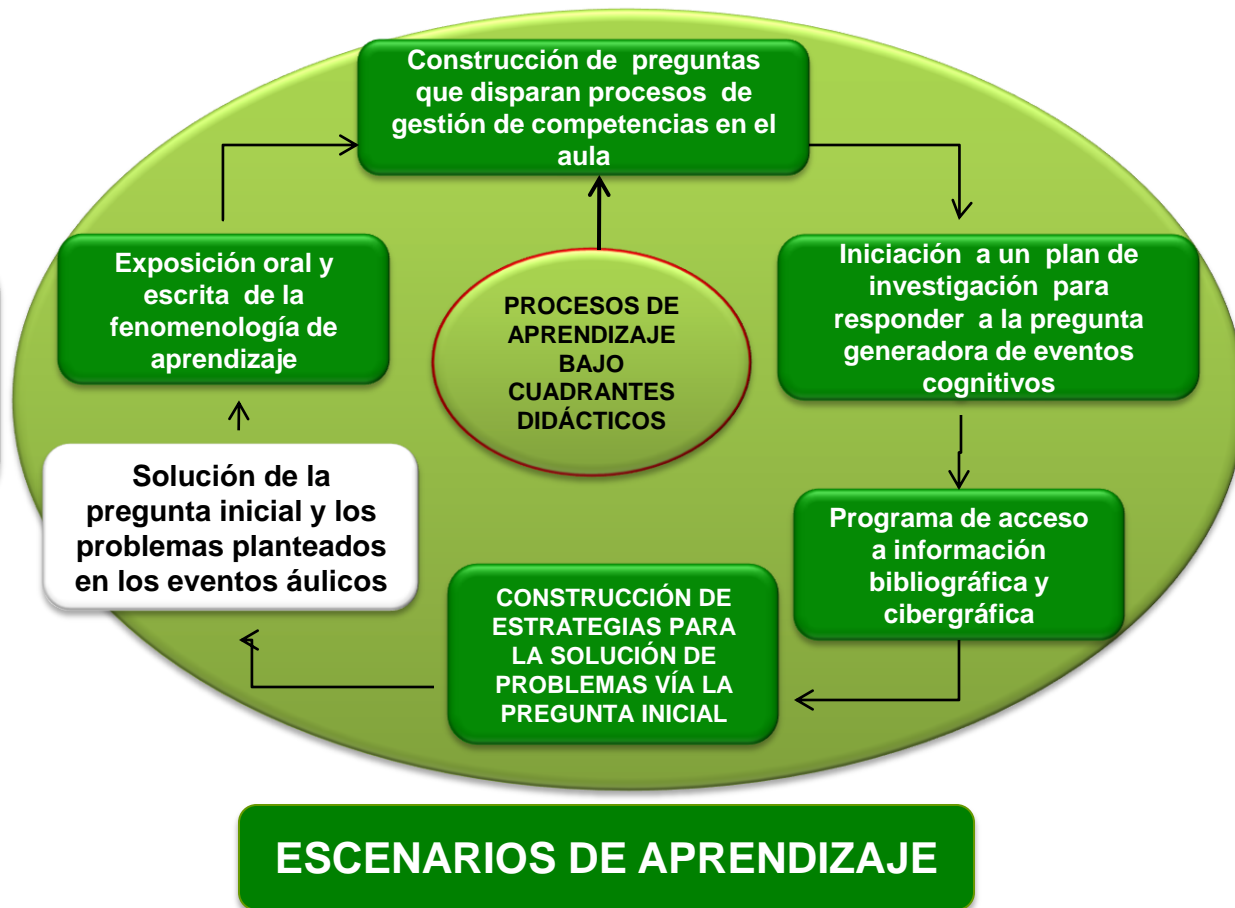 Construcción de preguntas
que disparan procesos de
gestión de competencias en el
aula
Iniciación a un plan de
investigación para
responder a la pregunta
generadora de eventos
cognitivos
Programa de acceso
a información
bibliográfica y
cibergráfica
CONSTRUCCIÓN DE
ESTRATEGIAS PARA
LA SOLUCIÓN DE
PROBLEMAS VÍA LA
PREGUNTA INICIAL
Solución de la
pregunta inicial y los
problemas planteados
en los eventos áulicos
Exposición oral y
escrita de la
fenomenología de
aprendizaje
PROCESOS DE
APRENDIZAJE
BAJO
CUADRANTES
DIDÁCTICOS
ESCENARIOS DE APRENDIZAJE